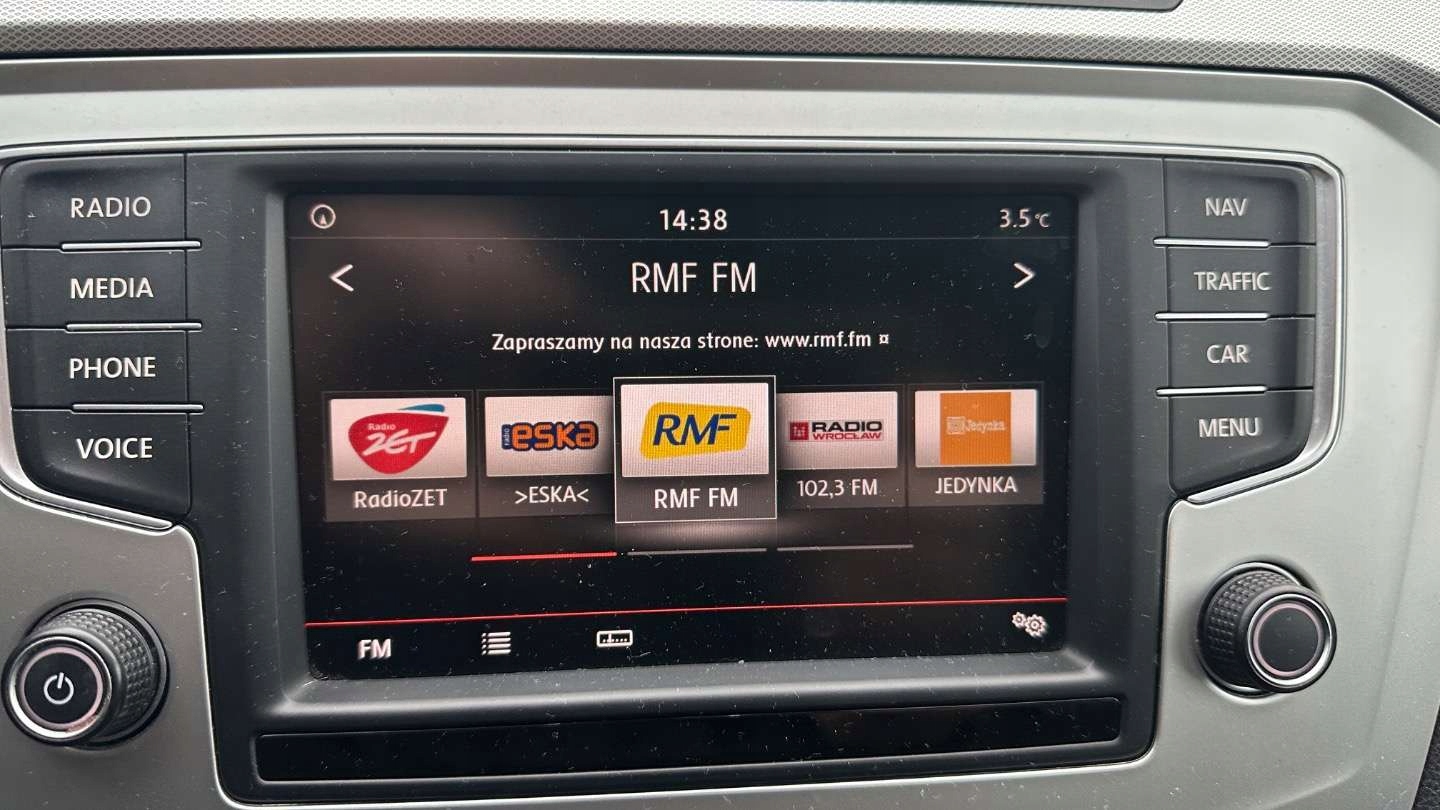 RADIO
MEDIA
PHONE
VOICE
14:38
3.5 °C
< RMF FM >
Zapraszamy na nasza strone: www.rmf.fm ¤
Radio ZET
RadioZET
radio eska
>ESKA<
RMF
RMF FM
RADIO
WROCŁAW
102,3 FM
Jedynka
JEDYNKA
FM
NAV
TRAFFIC
CAR
MENU